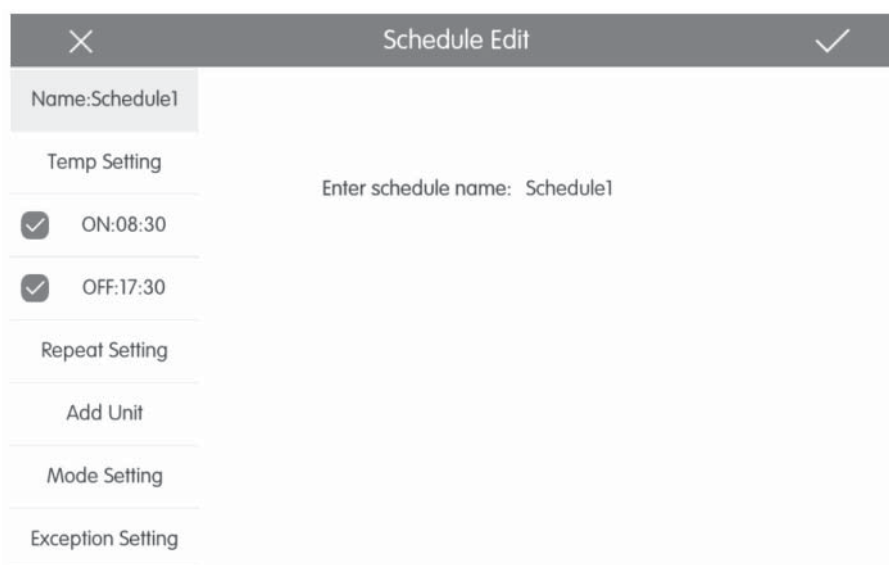 Schedule Edit
Name:Schedule1
Temp Setting
ON:08:30
OFF:17:30
Repeat Setting
Add Unit
Mode Setting
Exception Setting
Enter schedule name: Schedule1